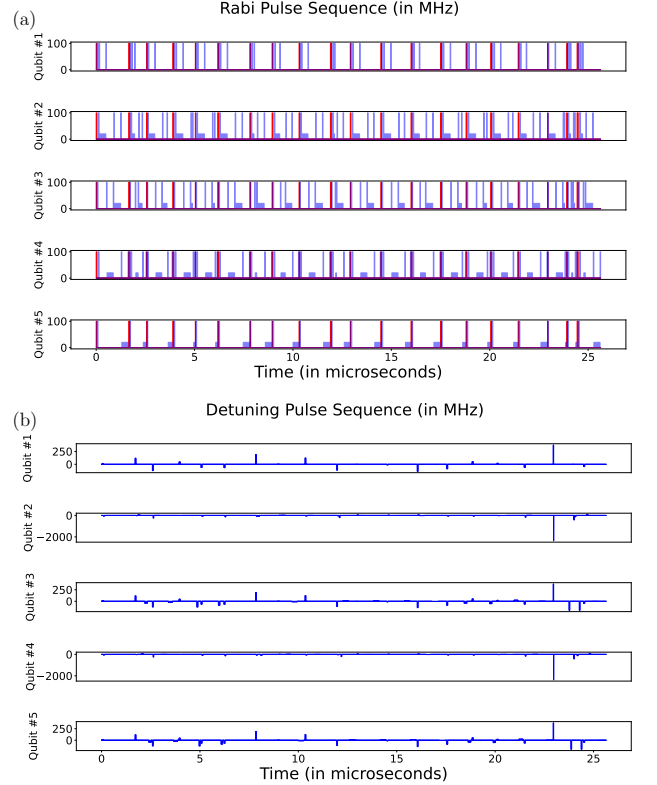 (a)
Rabi Pulse Sequence (in MHz)
Qubit #1
100
0
Qubit #2
100
0
Qubit #3
100
0
Qubit #4
100
0
Qubit #5
100
0
0 5 10 15 20 25
Time (in microseconds)
(b)
Detuning Pulse Sequence (in MHz)
Qubit #1
250
0
Qubit #2
0
−2000
Qubit #3
250
0
Qubit #4
0
−2000
Qubit #5
250
0
0 5 10 15 20 25
Time (in microseconds)